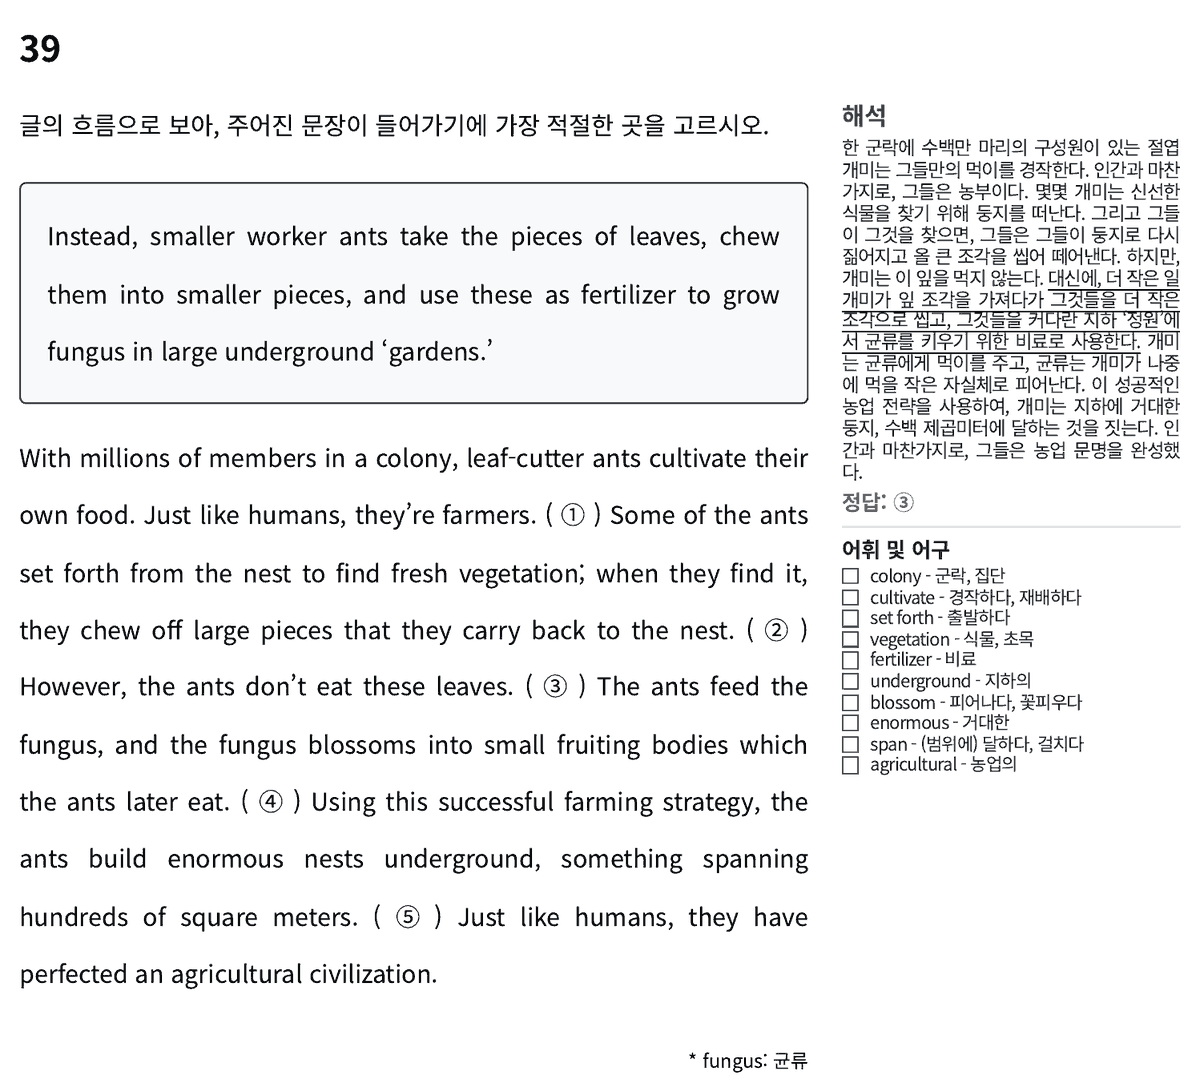 39
글의 흐름으로 보아, 주어진 문장이 들어가기에 가장 적절한 곳을 고르시오.
Instead, smaller worker ants take the pieces of leaves, chew
them into smaller pieces, and use these as fertilizer to grow
fungus in large underground ‘gardens.’
With millions of members in a colony, leaf-cutter ants cultivate their
own food. Just like humans, they’re farmers. ( ① ) Some of the ants
set forth from the nest to find fresh vegetation; when they find it,
they chew off large pieces that they carry back to the nest. ( ② )
However, the ants don’t eat these leaves. ( ③ ) The ants feed the
fungus, and the fungus blossoms into small fruiting bodies which
the ants later eat. ( ④ ) Using this successful farming strategy, the
ants build enormous nests underground, something spanning
hundreds of square meters. ( ⑤ ) Just like humans, they have
perfected an agricultural civilization.
* fungus: 균류
해석
한 군락에 수백만 마리의 구성원이 있는 절엽
개미는 그들만의 먹이를 경작한다. 인간과 마찬
가지로, 그들은 농부이다. 몇몇 개미는 신선한
식물을 찾기 위해 둥지를 떠난다. 그리고 그들
이 그것을 찾으면, 그들은 그들이 둥지로 다시
짊어지고 올 큰 조각을 씹어 떼어낸다. 하지만,
개미는 이 잎을 먹지 않는다. 대신에, 더 작은 일
개미가 잎 조각을 가져다가 그것들을 더 작은
조각으로 씹고, 그것들을 커다란 지하 ‘정원’에
서 균류를 키우기 위한 비료로 사용한다. 개미
는 균류에게 먹이를 주고, 균류는 개미가 나중
에 먹을 작은 자실체로 피어난다. 이 성공적인
농업 전략을 사용하여, 개미는 지하에 거대한
둥지, 수백 제곱미터에 달하는 것을 짓는다. 인
간과 마찬가지로, 그들은 농업 문명을 완성했
다.
정답: ③
어휘 및 어구
colony - 군락, 집단
cultivate - 경작하다, 재배하다
set forth - 출발하다
vegetation - 식물, 초목
fertilizer - 비료
underground - 지하의
blossom - 피어나다, 꽃피우다
enormous - 거대한
span - (범위에) 달하다, 걸치다
agricultural - 농업의